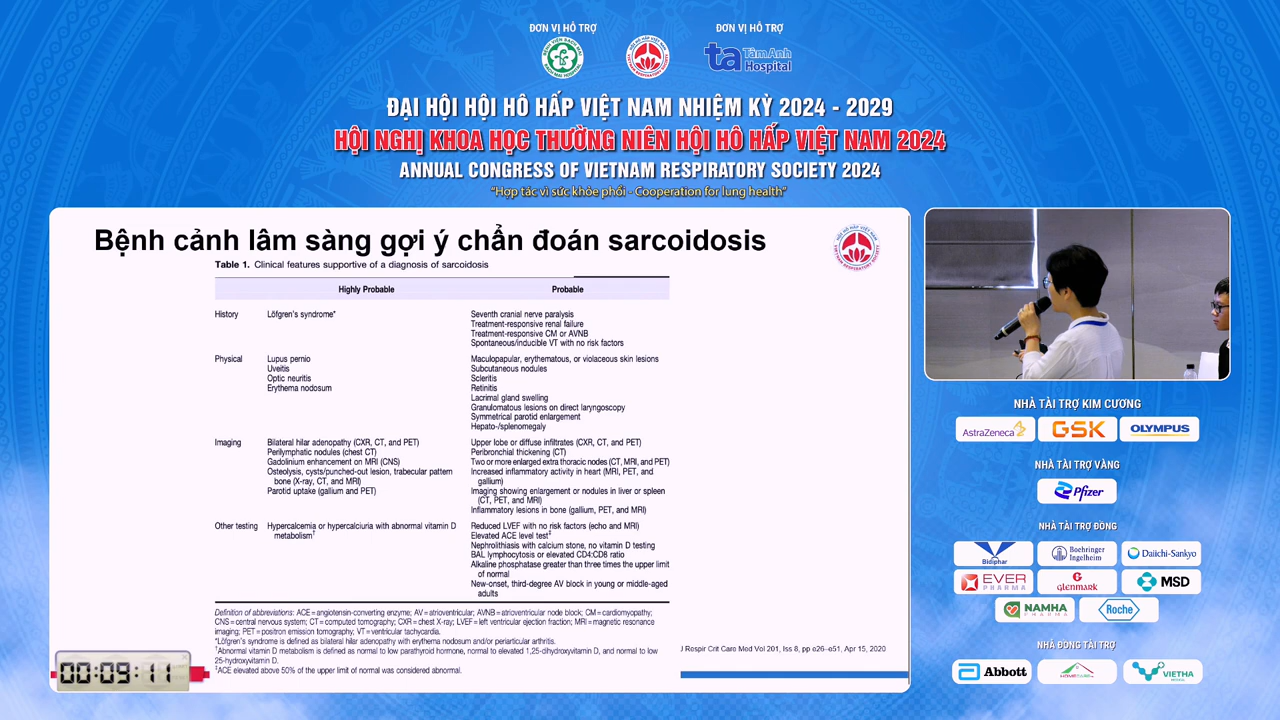 ĐƠN VỊ HỖ TRỢ
ĐƠN VỊ HỖ TRỢ
ta TâmAnh Hospital
ĐẠI HỘI HỘI HÔ HẤP VIỆT NAM NHIỆM KỲ 2024 - 2029
HỘI NGHỊ KHOA HỌC THƯỜNG NIÊN HỘI HÔ HẤP VIỆT NAM 2024
ANNUAL CONGRESS OF VIETNAM RESPIRATORY SOCIETY 2024
"Hợp tác vì sức khỏe phổi - Cooperation for lung health"
Bệnh cảnh lâm sàng gợi ý chẩn đoán sarcoidosis
Table 1. Clinical features supportive of a diagnosis of sarcoidosis
Highly Probable Probable
History Löfgren's syndrome* Seventh cranial nerve paralysis
Treatment-responsive renal failure
Treatment-responsive CM or AVNB
Spontaneous/inducible VT with no risk factors
Physical Lupus pernio Maculopapular, erythematous, or violaceous skin lesions
Uveitis Subcutaneous nodules
Optic neuritis Scleritis
Erythema nodosum Retinitis
Lacrimal gland swelling
Granulomatous lesions on direct laryngoscopy
Symmetrical parotid enlargement
Hepato-/splenomegaly
Imaging Bilateral hilar adenopathy (CXR, CT, and PET) Upper lobe or diffuse infiltrates (CXR, CT, and PET)
Perilymphatic nodules (chest CT) Peribronchial thickening (CT)
Gadolinium enhancement on MRI (CNS) Two or more enlarged extra thoracic nodes (CT, MRI, and PET)
Osteolysis, cysts/punched-out lesion, trabecular pattern Increased inflammatory activity in heart (MRI, PET, and
bone (X-ray, CT, and MRI) gallium)
Parotid uptake (gallium and PET) Imaging showing enlargement or nodules in liver or spleen
(CT, PET, and MRI)
Inflammatory lesions in bone (gallium, PET, and MRI)
Other testing Hypercalcemia or hypercalciuria with abnormal vitamin D Reduced LVEF with no risk factors (echo and MRI)
metabolism† Elevated ACE level test‡
Nephrolithiasis with calcium stone, no vitamin D testing
BAL lymphocytosis or elevated CD4:CD8 ratio
Alkaline phosphatase greater than three times the upper limit
of normal
New-onset, third-degree AV block in young or middle-aged
adults
Definition of abbreviations: ACE = angiotensin-converting enzyme; AV = atrioventricular; AVNB = atrioventricular node block; CM = cardiomyopathy;
CNS = central nervous system; CT = computed tomography; CXR = chest X-ray; LVEF = left ventricular ejection fraction; MRI = magnetic resonance
imaging; PET = positron emission tomography; VT = ventricular tachycardia.
*Löfgren's syndrome is defined as bilateral hilar adenopathy with erythema nodosum and/or periarticular arthritis.
†Abnormal vitamin D metabolism is defined as normal to low parathyroid hormone, normal to elevated 1,25-dihydroxyvitamin D, and normal to low
25-hydroxyvitamin D.
‡ACE elevated above 50% of the upper limit of normal was considered abnormal.
J Respir Crit Care Med Vol 201, Iss 8, pp e26–e51, Apr 15, 2020
00:09:11
NHÀ TÀI TRỢ KIM CƯƠNG
AstraZeneca GSK OLYMPUS
NHÀ TÀI TRỢ VÀNG
Pfizer
NHÀ TÀI TRỢ ĐỒNG
Bidiphar Boehringer Ingelheim Daiichi-Sankyo
EVER PHARMA GLENMARK MSD
NAMHA PHARMA Roche
NHÀ ĐỒNG TÀI TRỢ
Abbott HOMECARE VIETHA MEDICAL